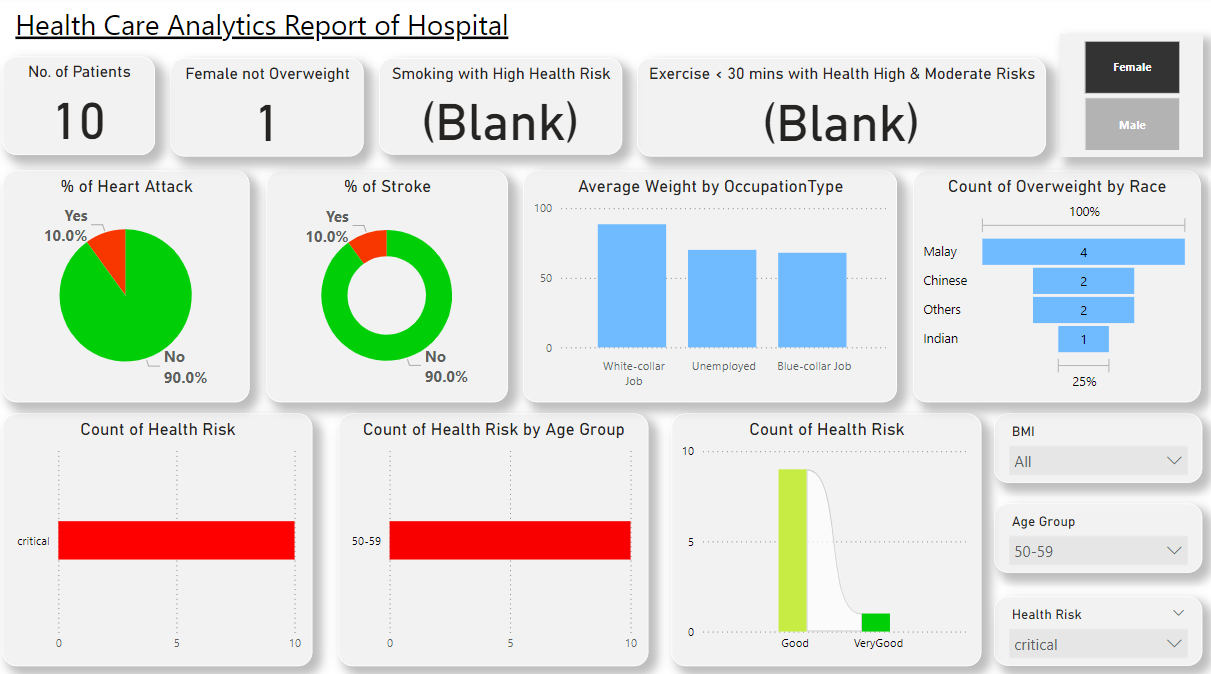 Health Care Analytics Report of Hospital
No. of Patients
10
Female not Overweight
1
Smoking with High Health Risk
(Blank)
Exercise < 30 mins with Health High & Moderate Risks
(Blank)
Female
Male
% of Heart Attack
Yes
10.0%
No
90.0%
% of Stroke
Yes
10.0%
No
90.0%
Average Weight by OccupationType
100
50
0
White-collar
Job
Unemployed
Blue-collar Job
Count of Overweight by Race
100%
Malay 4
Chinese 2
Others 2
Indian 1
25%
Count of Health Risk
critical
0 5 10
Count of Health Risk by Age Group
50-59
0 5 10
Count of Health Risk
10
5
0
Good VeryGood
BMI
All
Age Group
50-59
Health Risk
critical